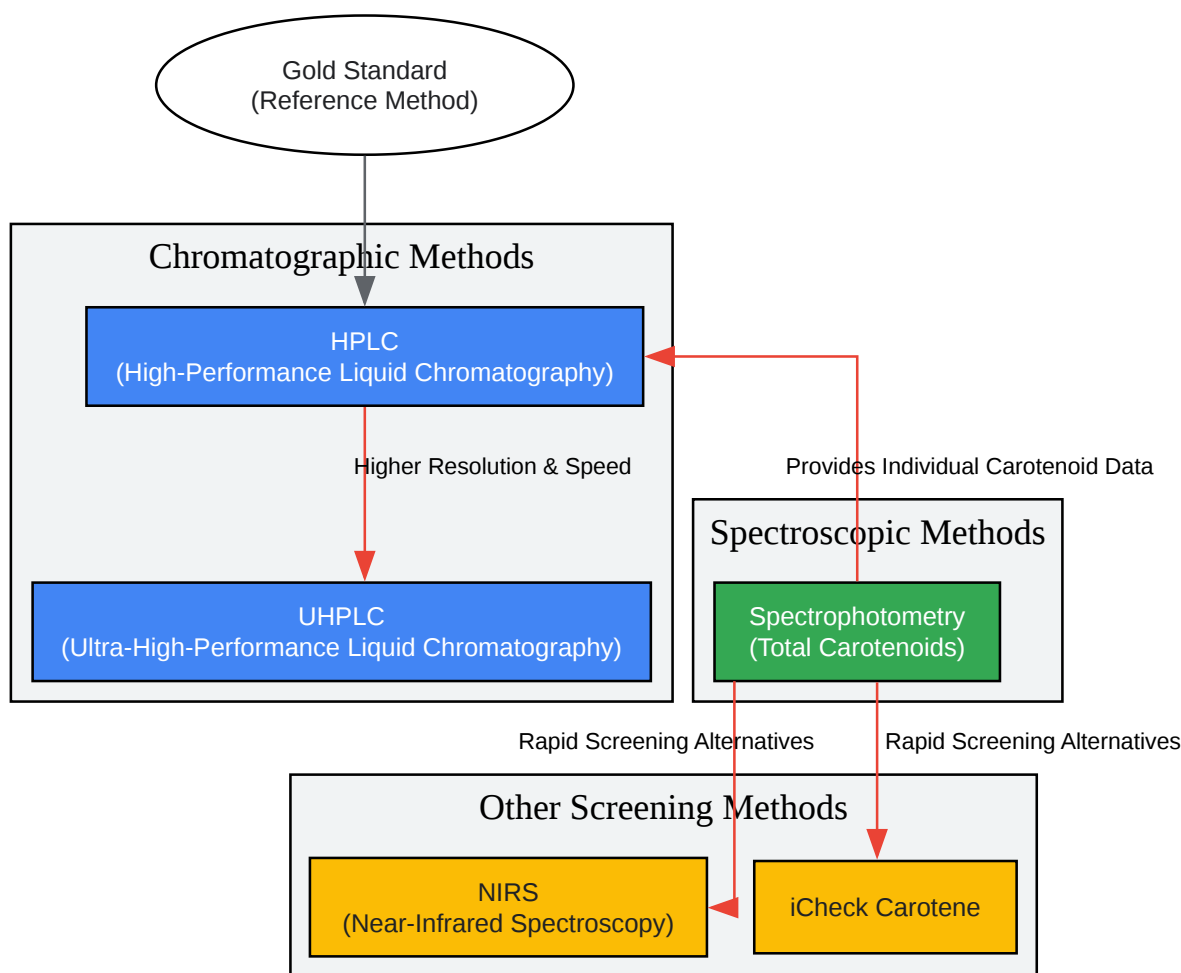 Gold Standard
(Reference Method)
Chromatographic Methods
HPLC
(High-Performance Liquid Chromatography)
Higher Resolution & Speed
Provides Individual Carotenoid Data
Spectroscopic Methods
UHPLC
(Ultra-High-Performance Liquid Chromatography)
Spectrophotometry
(Total Carotenoids)
Rapid Screening Alternatives
Rapid Screening Alternatives
Other Screening Methods
NIRS
(Near-Infrared Spectroscopy)
iCheck Carotene